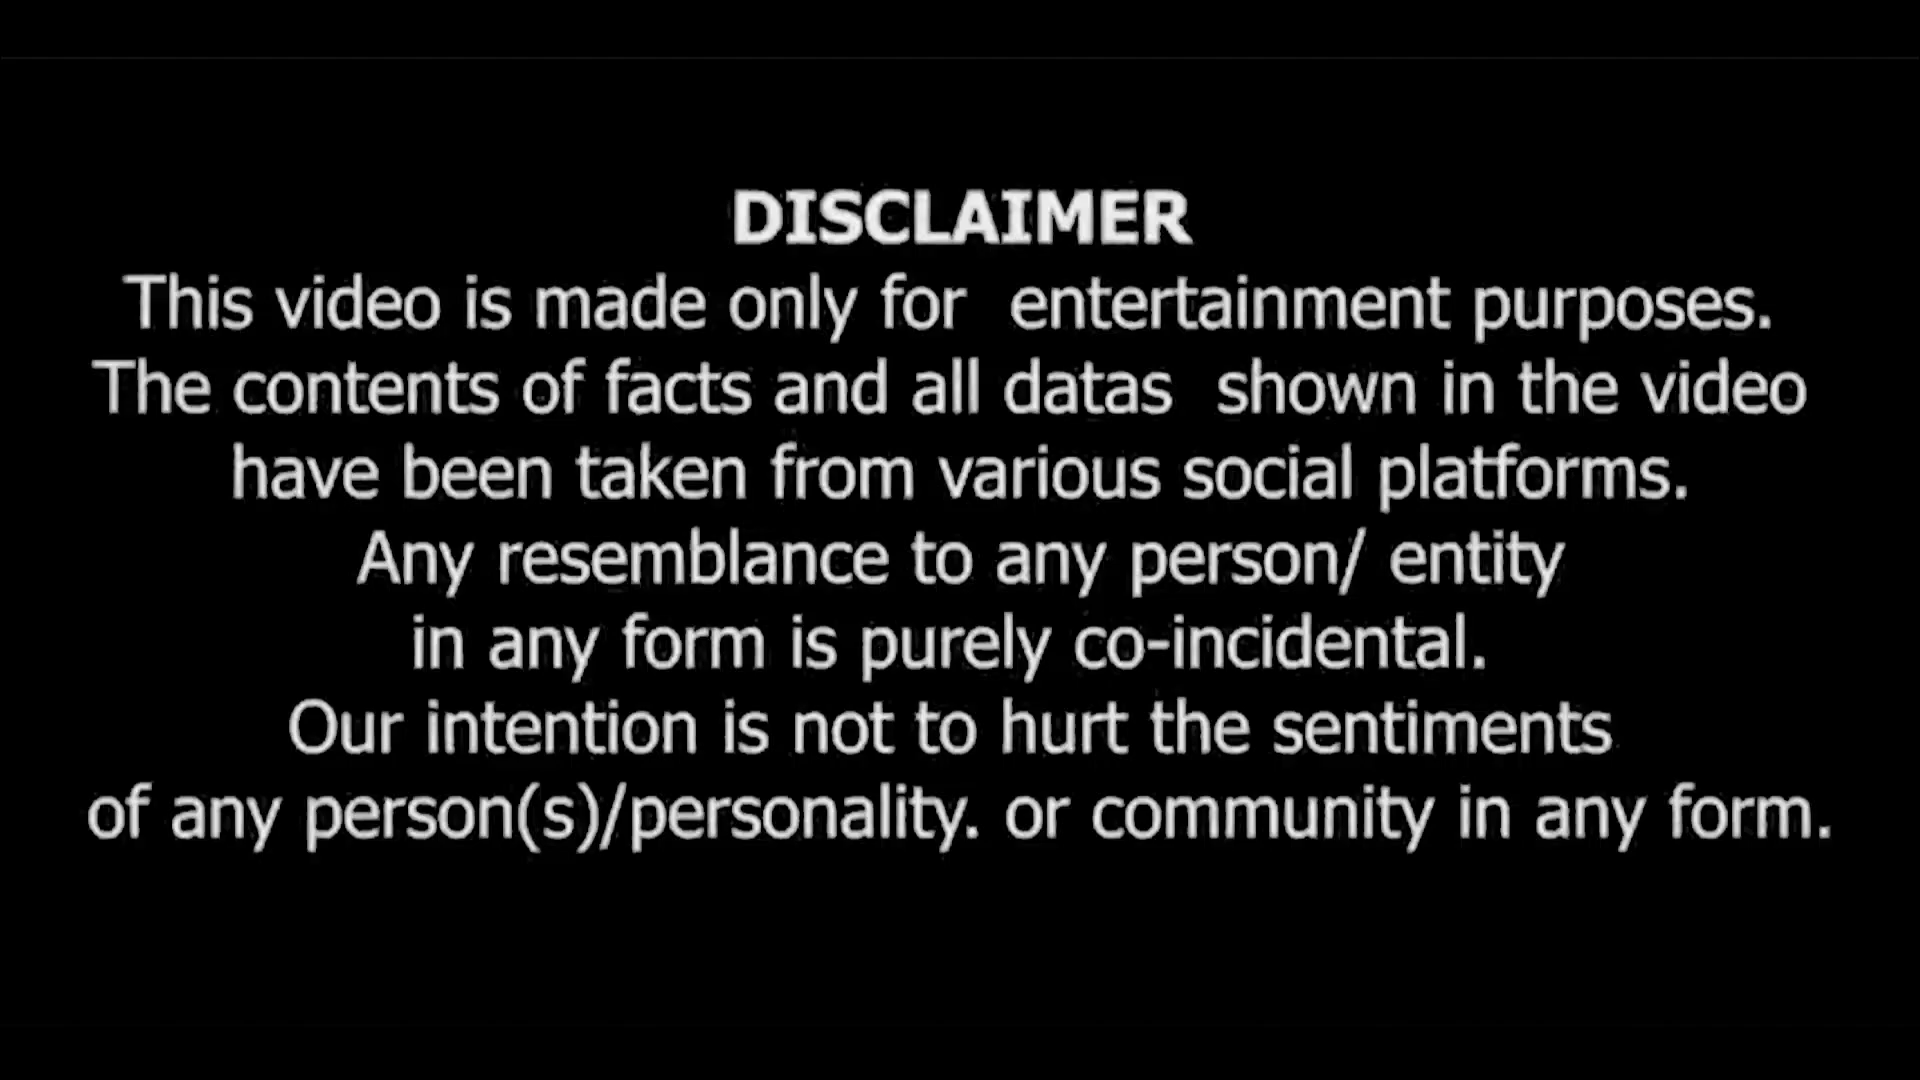 DISCLAIMER
This video is made only for entertainment purposes.
The contents of facts and all datas shown in the video
have been taken from various social platforms.
Any resemblance to any person/ entity
in any form is purely co-incidental.
Our intention is not to hurt the sentiments
of any person(s)/personality. or community in any form.